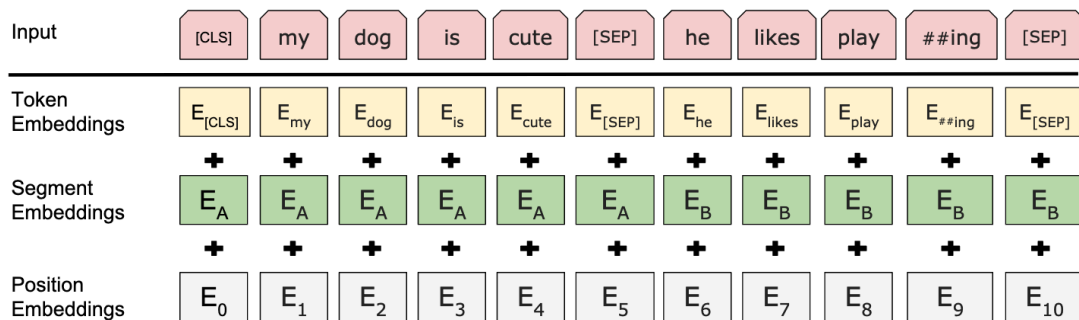 Input [CLS] my dog is cute [SEP] he likes play ##ing [SEP]
Token Embeddings E[CLS] Emy Edog Eis Ecute E[SEP] Ehe Elikes Eplay E##ing E[SEP]
+ + + + + + + + + + +
Segment Embeddings EA EA EA EA EA EA EB EB EB EB EB
+ + + + + + + + + + +
Position Embeddings E0 E1 E2 E3 E4 E5 E6 E7 E8 E9 E10